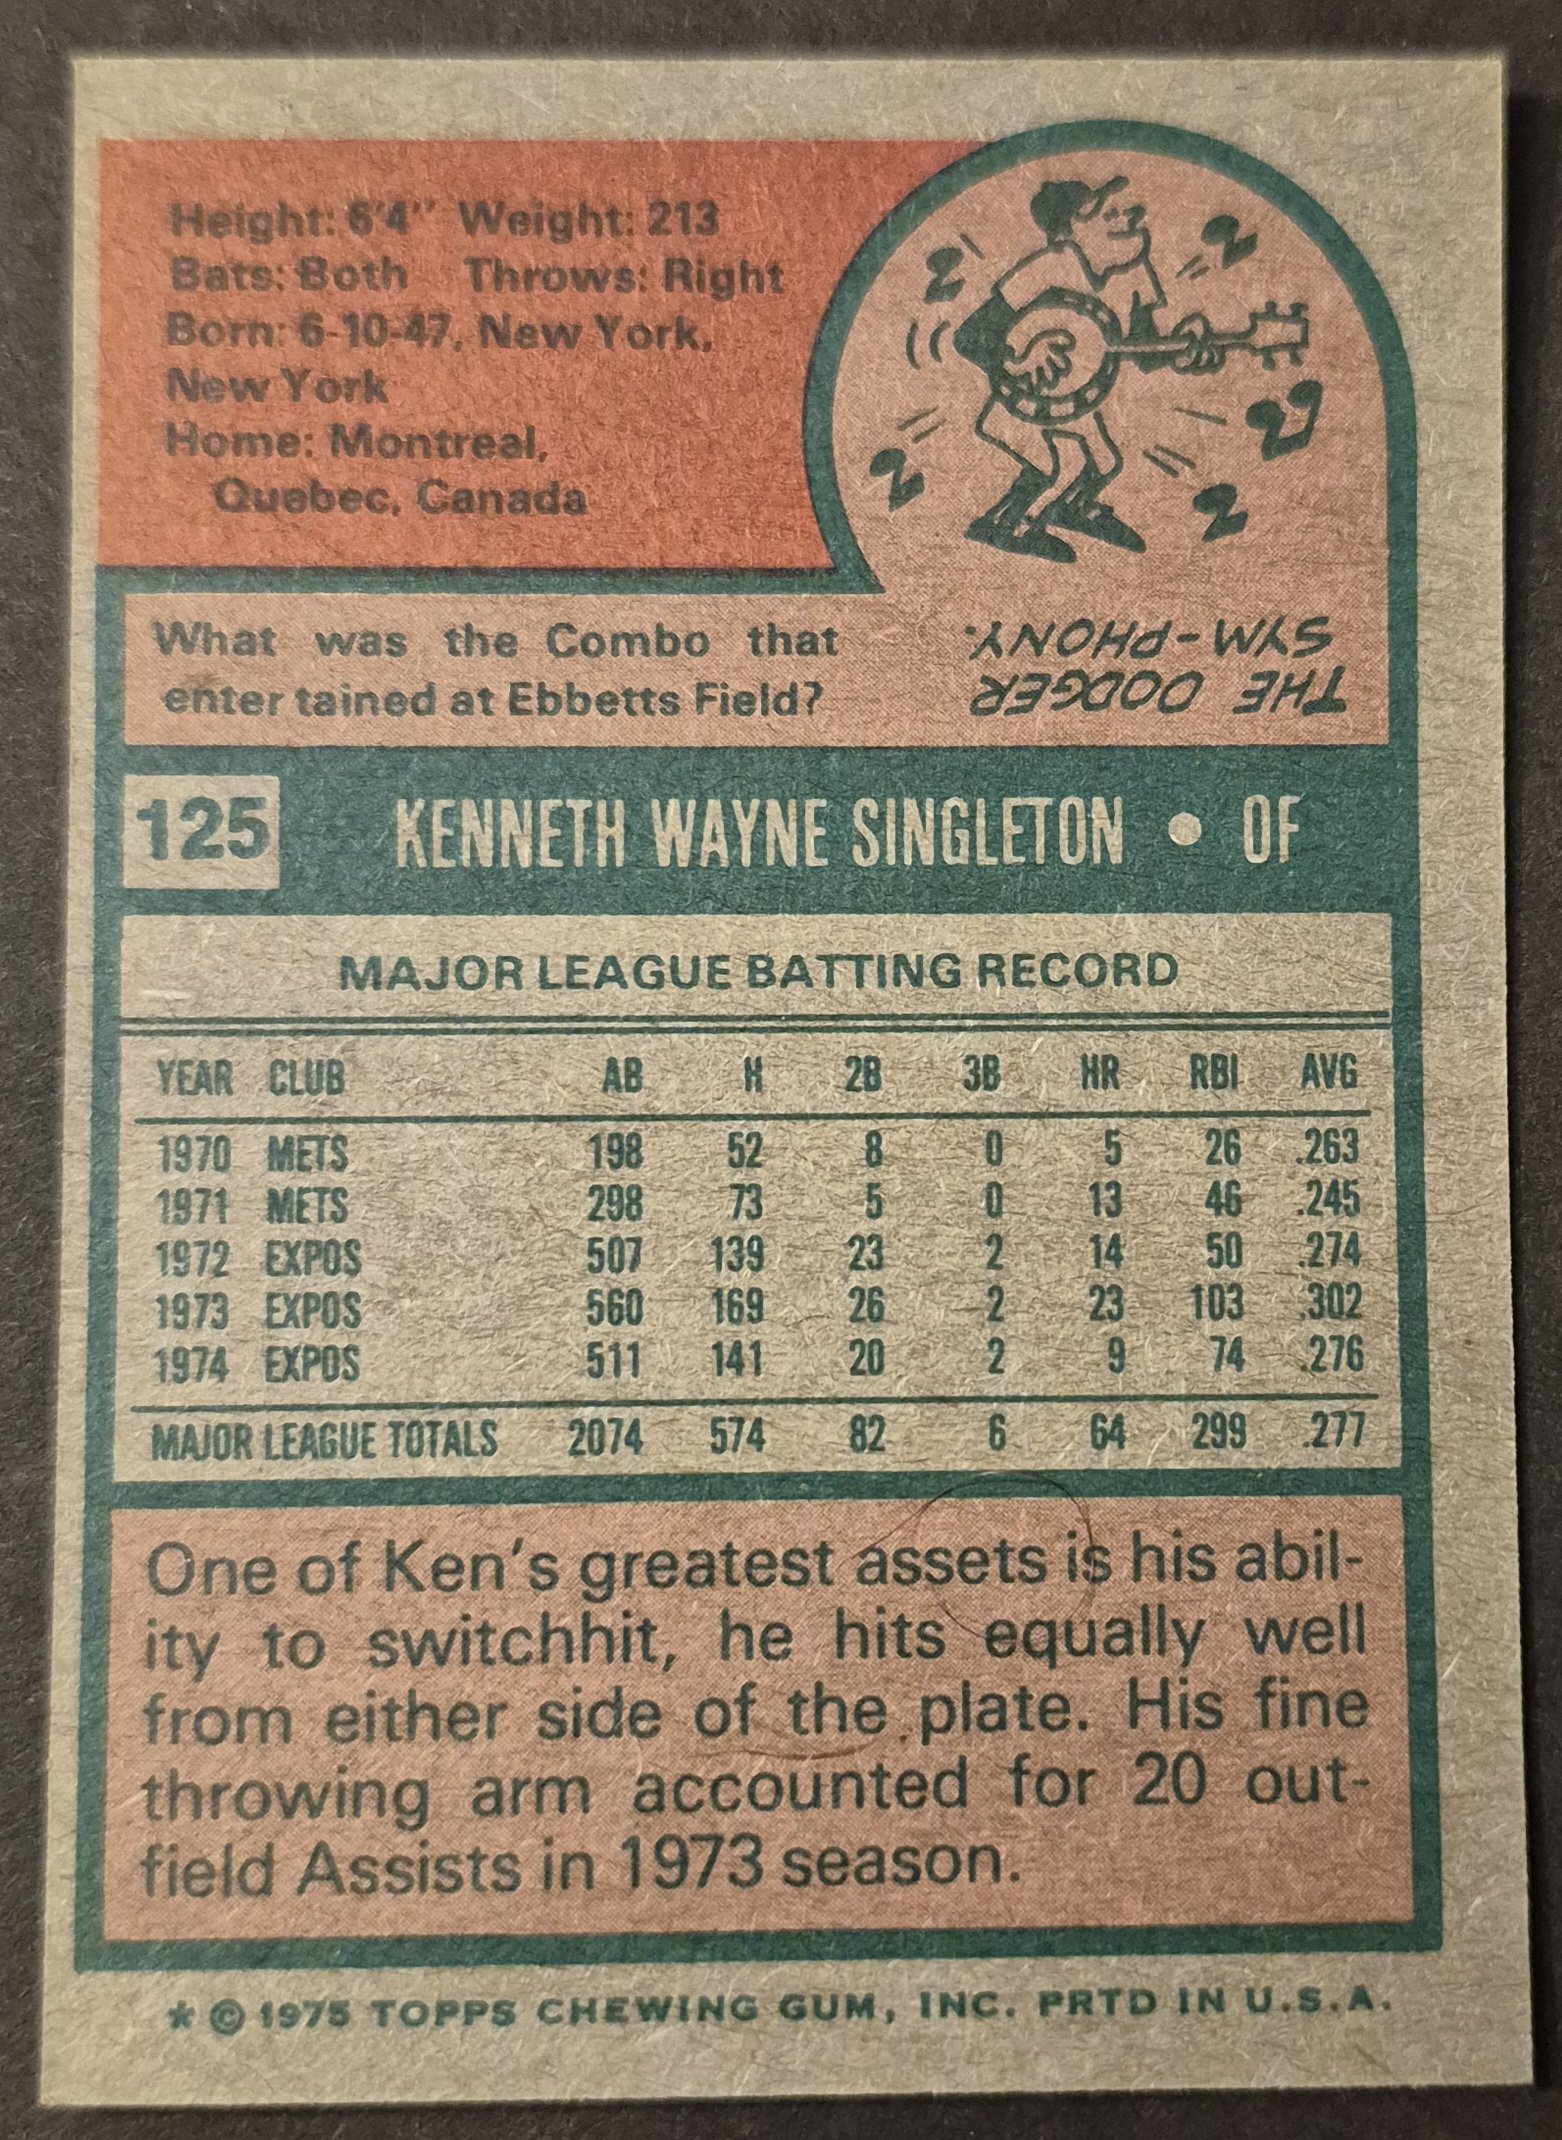 Height: 6'4" Weight: 213
Bats: Both Throws: Right
Born: 6-10-47, New York,
New York
Home: Montreal,
Quebec, Canada
What was the Combo that
enter tained at Ebbetts Field?
THE DODGER
SYM-PHONY.
125 KENNETH WAYNE SINGLETON • OF
MAJOR LEAGUE BATTING RECORD
YEAR CLUB AB H 2B 3B HR RBI AVG
1970 METS 198 52 8 0 5 26 .263
1971 METS 298 73 5 0 13 46 .245
1972 EXPOS 507 139 23 2 14 50 .274
1973 EXPOS 560 169 26 2 23 103 .302
1974 EXPOS 511 141 20 2 9 74 .276
MAJOR LEAGUE TOTALS 2074 574 82 6 64 299 .277
One of Ken's greatest assets is his abil-
ity to switchhit, he hits equally well
from either side of the plate. His fine
throwing arm accounted for 20 out-
field Assists in 1973 season.
* © 1975 TOPPS CHEWING GUM, INC. PRTD IN U.S.A.